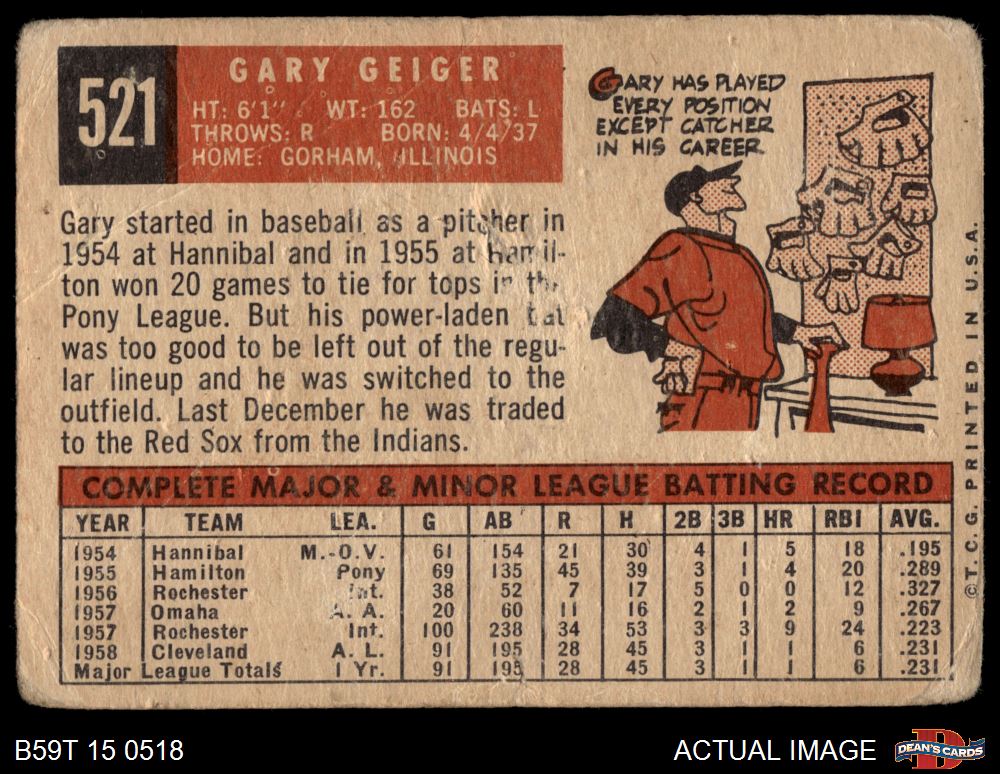 521
GARY GEIGER
HT: 6'1" WT: 162 BATS: L
THROWS: R BORN: 4/4/37
HOME: GORHAM, ILLINOIS
GARY HAS PLAYED
EVERY POSITION
EXCEPT CATCHER
IN HIS CAREER
Gary started in baseball as a pitcher in
1954 at Hannibal and in 1955 at Hamil-
ton won 20 games to tie for tops in the
Pony League. But his power-laden bat
was too good to be left out of the regu-
lar lineup and he was switched to the
outfield. Last December he was traded
to the Red Sox from the Indians.
COMPLETE MAJOR & MINOR LEAGUE BATTING RECORD
YEAR TEAM LEA. G AB R H 2B 3B HR RBI AVG.
1954 Hannibal M.-O.V. 61 154 21 30 4 1 5 18 .195
1955 Hamilton Pony 69 135 45 39 3 1 4 20 .289
1956 Rochester Int. 38 52 7 17 5 0 0 12 .327
1957 Omaha A. A. 20 60 11 16 2 1 2 9 .267
1957 Rochester Int. 100 238 34 53 3 3 9 24 .223
1958 Cleveland A. L. 91 195 28 45 3 1 1 6 .231
Major League Totals 1 Yr. 91 195 28 45 3 1 1 6 .231
© T. C. G. PRINTED IN U.S.A.
B59T 15 0518
ACTUAL IMAGE
D
DEAN'S CARDS